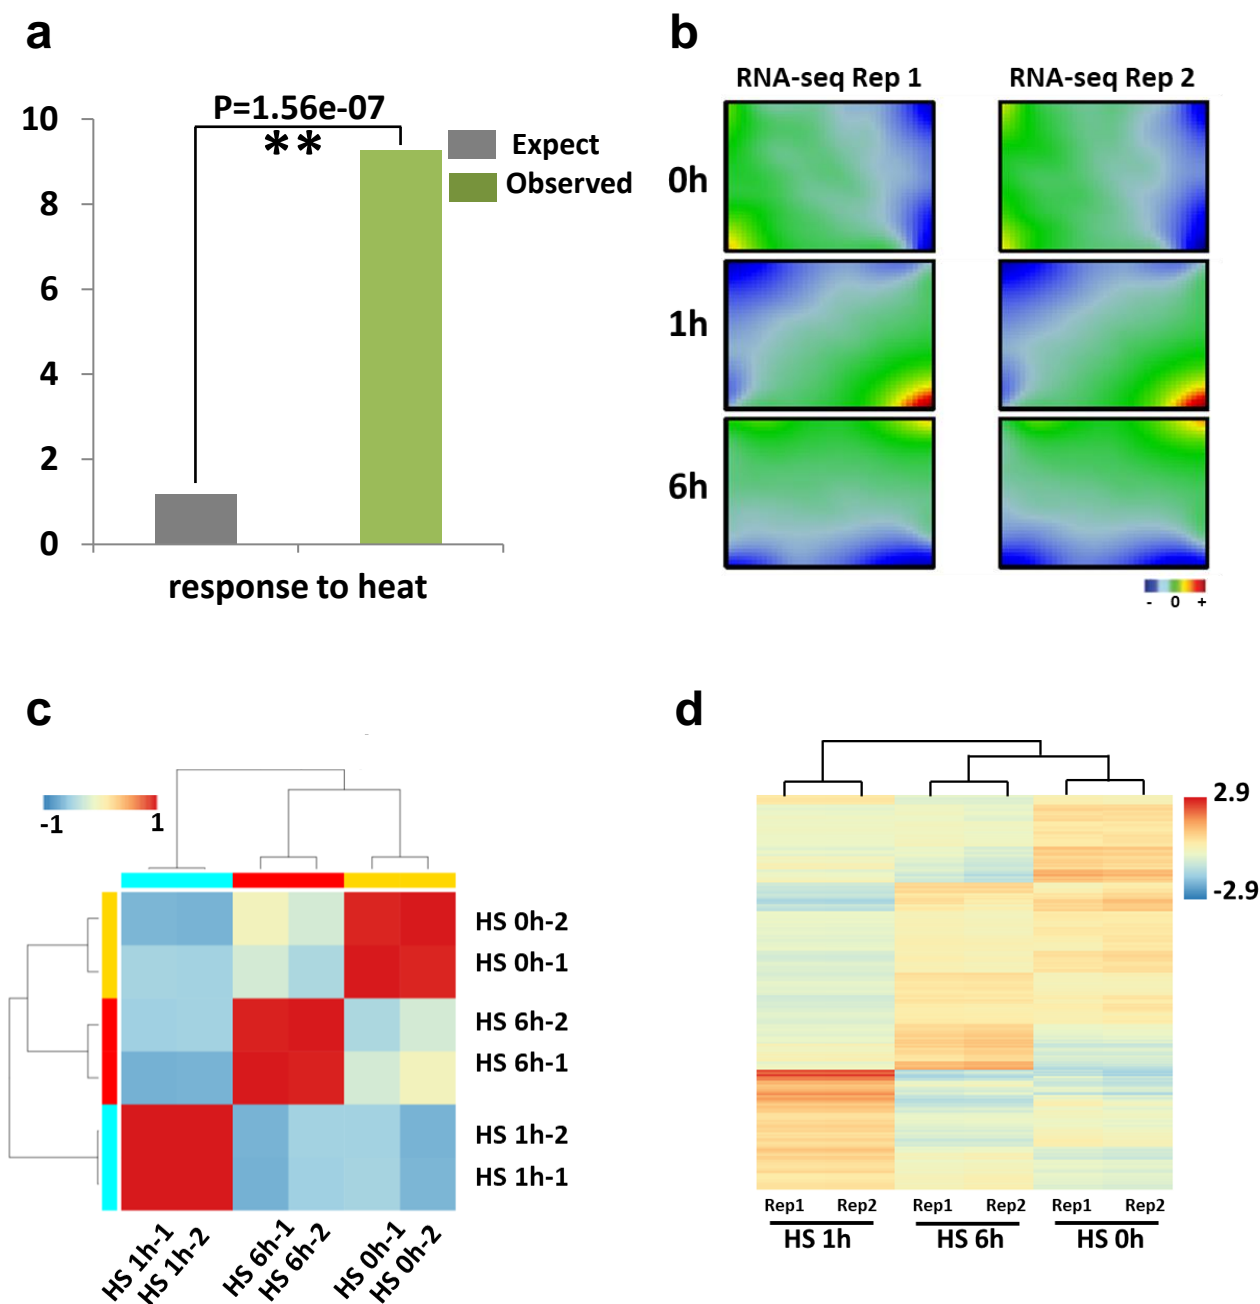 a
P=1.56e-07
**
10
8
6
4
2
0
Expect
Observed
response to heat
b
RNA-seq Rep 1
RNA-seq Rep 2
0h
1h
6h
- 0 +
c
-1 1
HS 0h-2
HS 0h-1
HS 6h-2
HS 6h-1
HS 1h-2
HS 1h-1
HS 1h-1
HS 1h-2
HS 6h-1
HS 6h-2
HS 0h-1
HS 0h-2
d
2.9
-2.9
Rep1 Rep2 Rep1 Rep2 Rep1 Rep2
HS 1h HS 6h HS 0h